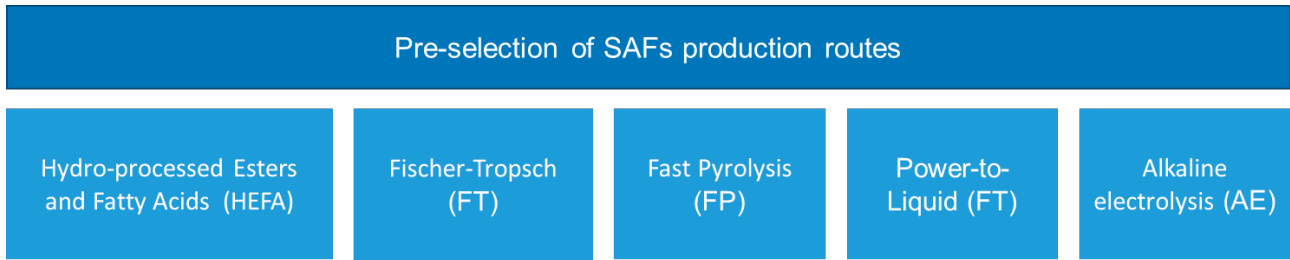 Pre-selection of SAFs production routes
Hydro-processed Esters
and Fatty Acids (HEFA)
Fischer-Tropsch
(FT)
Fast Pyrolysis
(FP)
Power-to-
Liquid (FT)
Alkaline
electrolysis (AE)